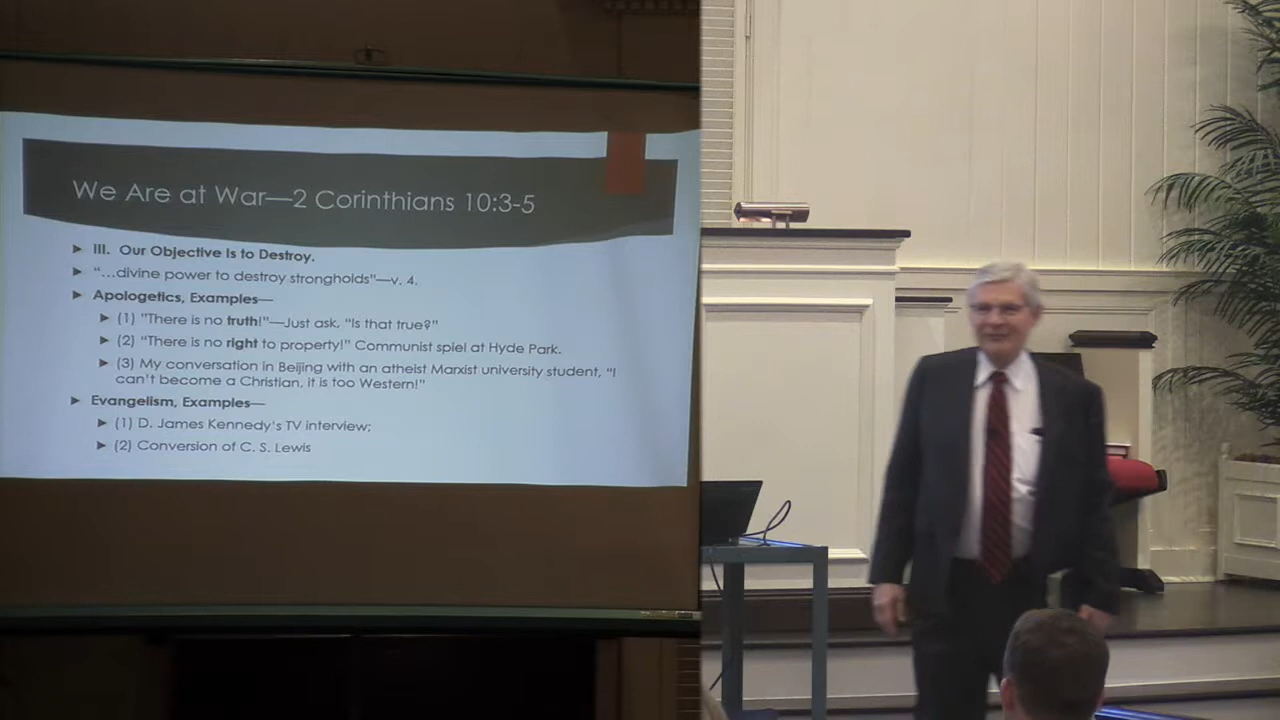 We Are at War—2 Corinthians 10:3-5
III. Our Objective Is to Destroy.
“…divine power to destroy strongholds”—v. 4.
Apologetics, Examples—
(1) "There is no truth!"—Just ask, “Is that true?”
(2) “There is no right to property!” Communist spiel at Hyde Park.
(3) My conversation in Beijing with an atheist Marxist university student, “I
can’t become a Christian, it is too Western!”
Evangelism, Examples—
(1) D. James Kennedy’s TV interview;
(2) Conversion of C. S. Lewis